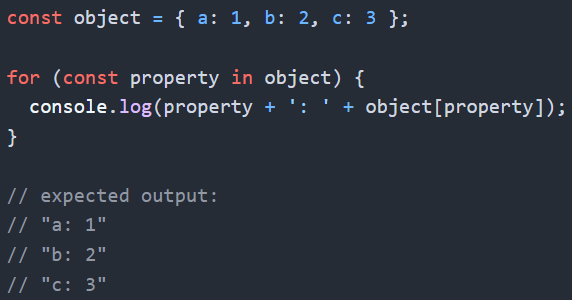 const object = { a: 1, b: 2, c: 3 };
for (const property in object) {
console.log(property + ': ' + object[property]);
}
// expected output:
// "a: 1"
// "b: 2"
// "c: 3"